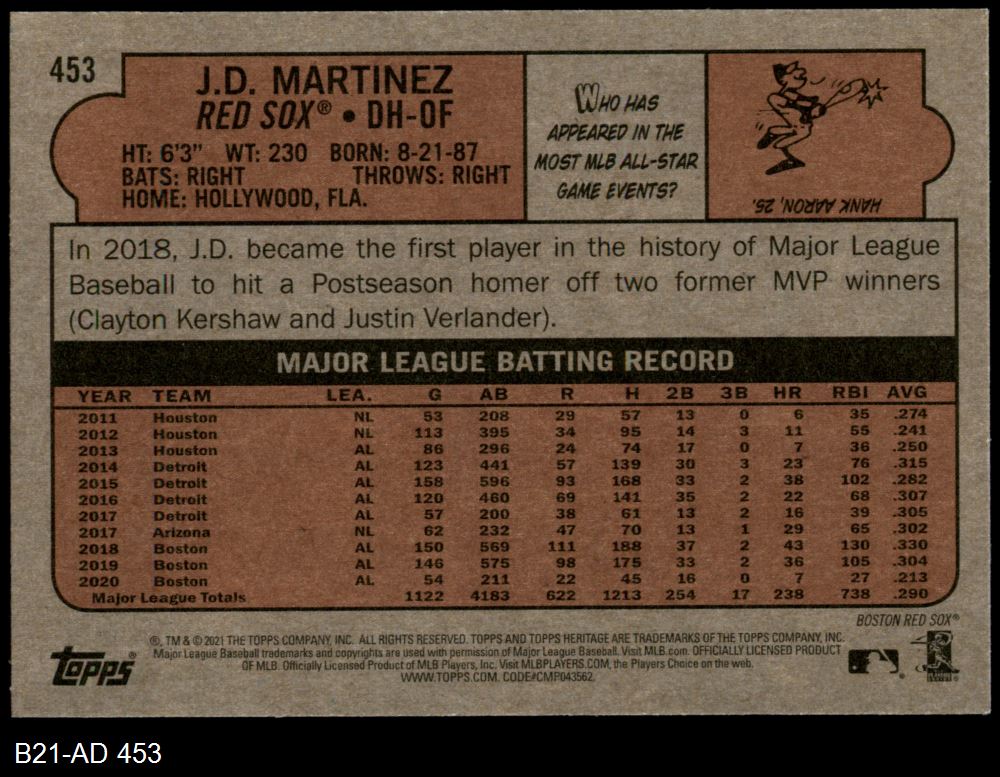 453
J.D. MARTINEZ
RED SOX® • DH-OF
HT: 6'3" WT: 230 BORN: 8-21-87
BATS: RIGHT THROWS: RIGHT
HOME: HOLLYWOOD, FLA.
WHO HAS
APPEARED IN THE
MOST MLB ALL-STAR
GAME EVENTS?
HANK AARON, 25.
In 2018, J.D. became the first player in the history of Major League
Baseball to hit a Postseason homer off two former MVP winners
(Clayton Kershaw and Justin Verlander).
MAJOR LEAGUE BATTING RECORD
YEAR TEAM LEA. G AB R H 2B 3B HR RBI AVG
2011 Houston NL 53 208 29 57 13 0 6 35 .274
2012 Houston NL 113 395 34 95 14 3 11 55 .241
2013 Houston AL 86 296 24 74 17 0 7 36 .250
2014 Detroit AL 123 441 57 139 30 3 23 76 .315
2015 Detroit AL 158 596 93 168 33 2 38 102 .282
2016 Detroit AL 120 460 69 141 35 2 22 68 .307
2017 Detroit AL 57 200 38 61 13 2 16 39 .305
2017 Arizona NL 62 232 47 70 13 1 29 65 .302
2018 Boston AL 150 569 111 188 37 2 43 130 .330
2019 Boston AL 146 575 98 175 33 2 36 105 .304
2020 Boston AL 54 211 22 45 16 0 7 27 .213
Major League Totals 1122 4183 622 1213 254 17 238 738 .290
BOSTON RED SOX®
topps®
®, TM & © 2021 THE TOPPS COMPANY, INC. ALL RIGHTS RESERVED. TOPPS AND TOPPS HERITAGE ARE TRADEMARKS OF THE TOPPS COMPANY, INC.
Major League Baseball trademarks and copyrights are used with permission of Major League Baseball. Visit MLB.com. OFFICIALLY LICENSED PRODUCT
OF MLB. Officially Licensed Product of MLB Players, Inc. Visit MLBPLAYERS.COM, the Players Choice on the web.
WWW.TOPPS.COM. CODE#CMP043562.
B21-AD 453